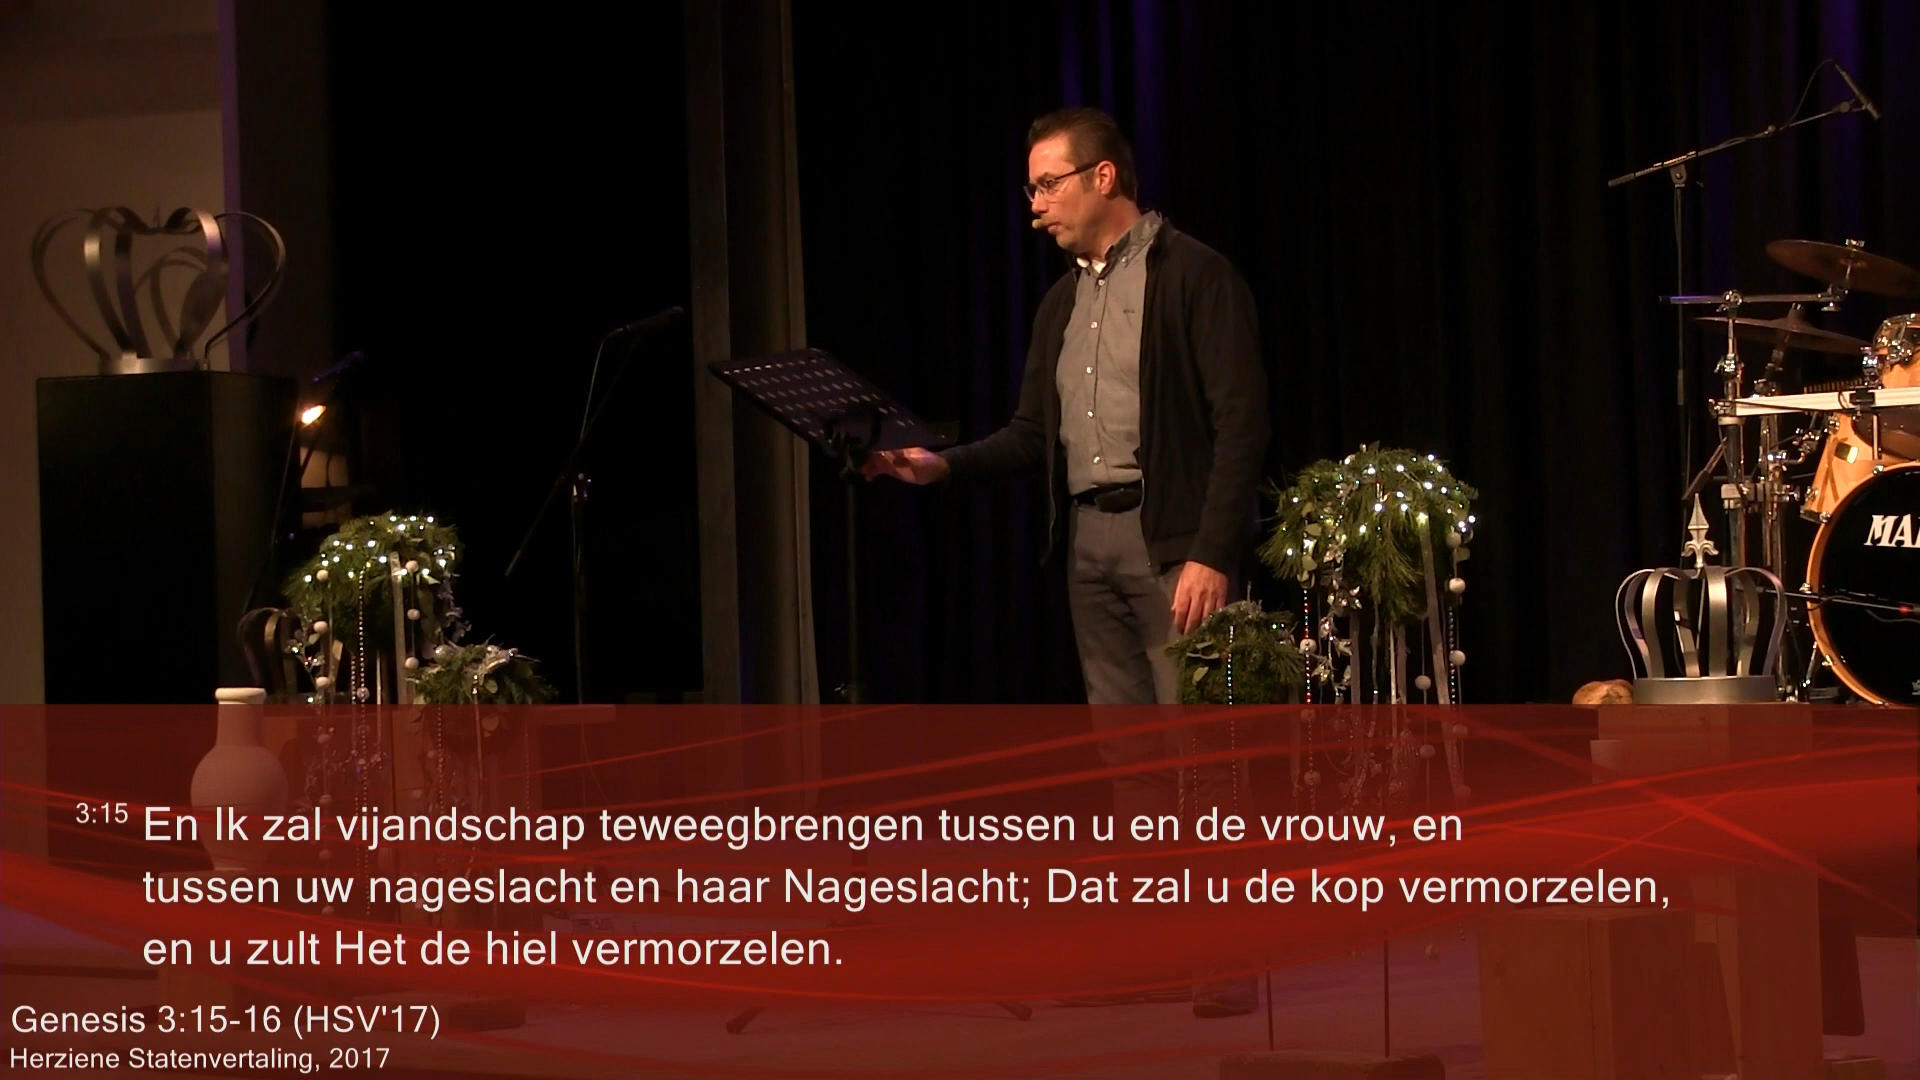 MA
3:15 En Ik zal vijandschap teweegbrengen tussen u en de vrouw, en
tussen uw nageslacht en haar Nageslacht; Dat zal u de kop vermorzelen,
en u zult Het de hiel vermorzelen.
Genesis 3:15-16 (HSV'17)
Herziene Statenvertaling, 2017